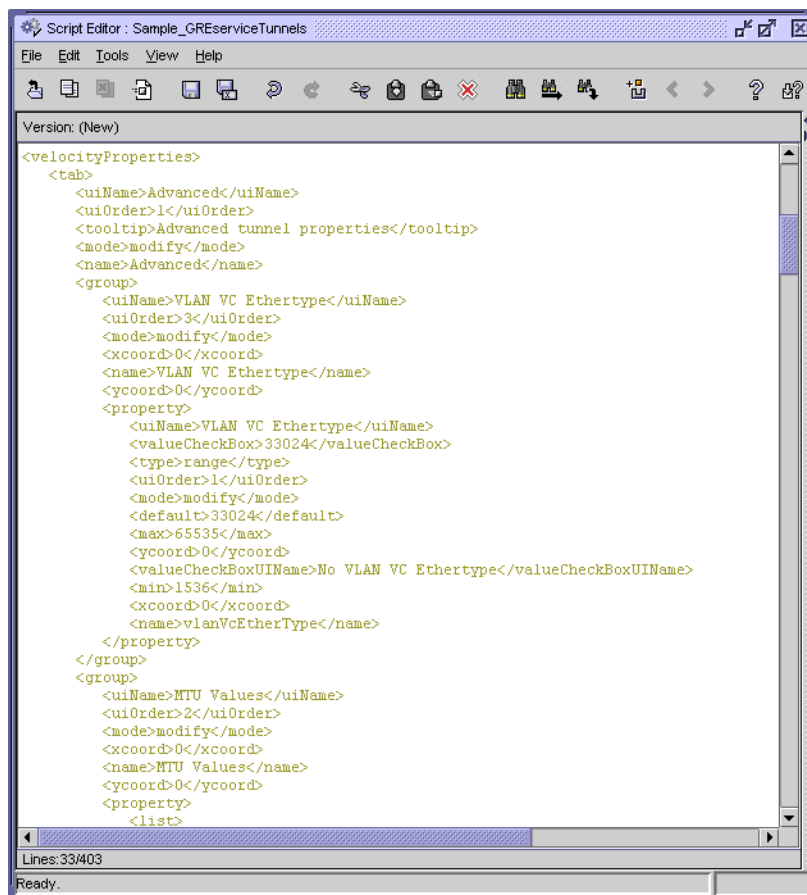 Script Editor : Sample_GREserviceTunnels
File Edit Tools View Help
Version: (New)
<velocityProperties>
<tab>
<uiName>Advanced</uiName>
<uiOrder>1</uiOrder>
<tooltip>Advanced tunnel properties</tooltip>
<mode>modify</mode>
<name>Advanced</name>
<group>
<uiName>VLAN VC Ethertype</uiName>
<uiOrder>3</uiOrder>
<mode>modify</mode>
<xcoord>0</xcoord>
<name>VLAN VC Ethertype</name>
<ycoord>0</ycoord>
<property>
<uiName>VLAN VC Ethertype</uiName>
<valueCheckBox>33024</valueCheckBox>
<type>range</type>
<uiOrder>1</uiOrder>
<mode>modify</mode>
<default>33024</default>
<max>65535</max>
<ycoord>0</ycoord>
<valueCheckBoxUIName>No VLAN VC Ethertype</valueCheckBoxUIName>
<min>1536</min>
<xcoord>0</xcoord>
<name>vlanVcEtherType</name>
</property>
</group>
<group>
<uiName>MTU Values</uiName>
<uiOrder>2</uiOrder>
<mode>modify</mode>
<xcoord>0</xcoord>
<name>MTU Values</name>
<ycoord>0</ycoord>
<property>
<list>
Lines:33/403
Ready.